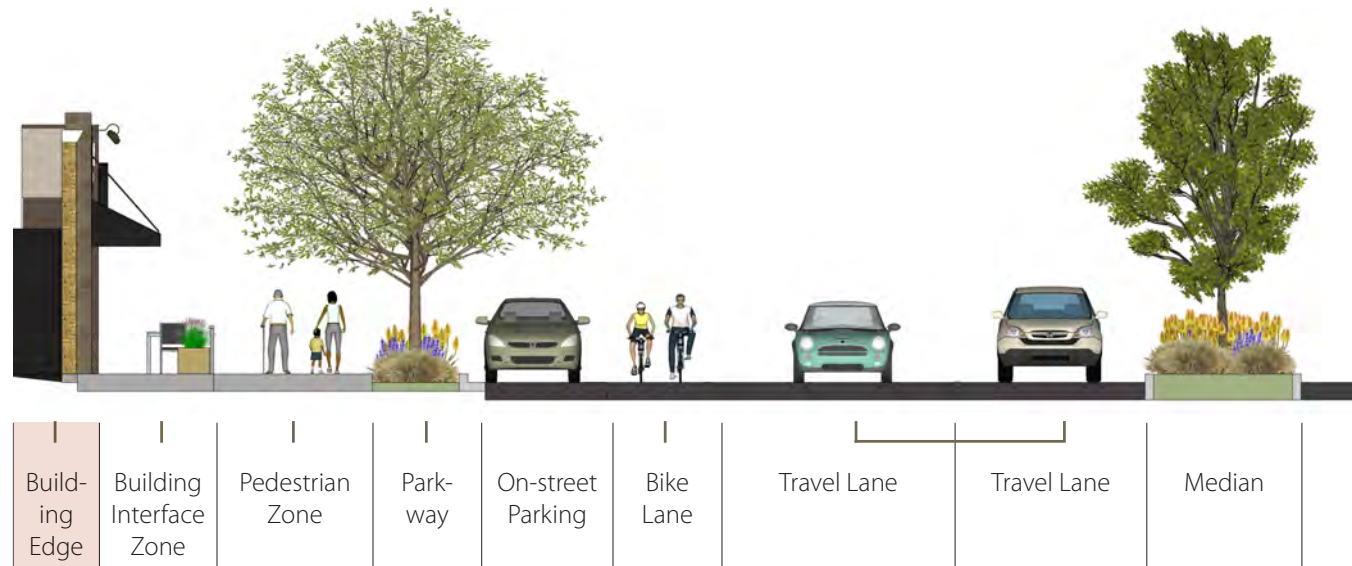 Build-
ing
Edge
Building
Interface
Zone
Pedestrian
Zone
Park-
way
On-street
Parking
Bike
Lane
Travel Lane
Travel Lane
Median